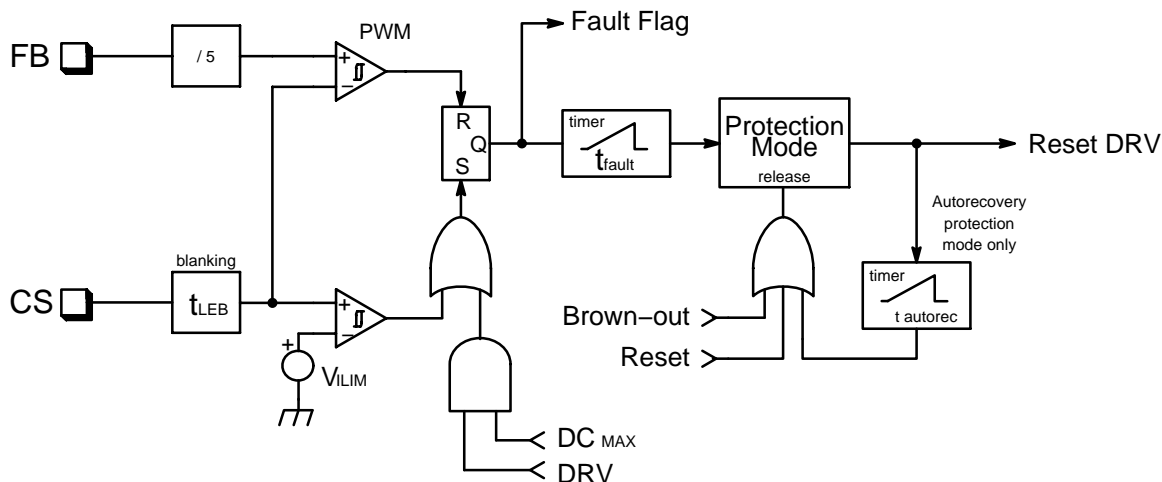 Fault Flag
PWM
FB
/ 5
+
−
R
Q
S
timer
tfault
Protection
Mode
release
Reset DRV
Autorecovery
protection
mode only
blanking
tLEB
CS
+
−
+
VILIM
timer
t autorec
Brown−out
Reset
DC MAX
DRV